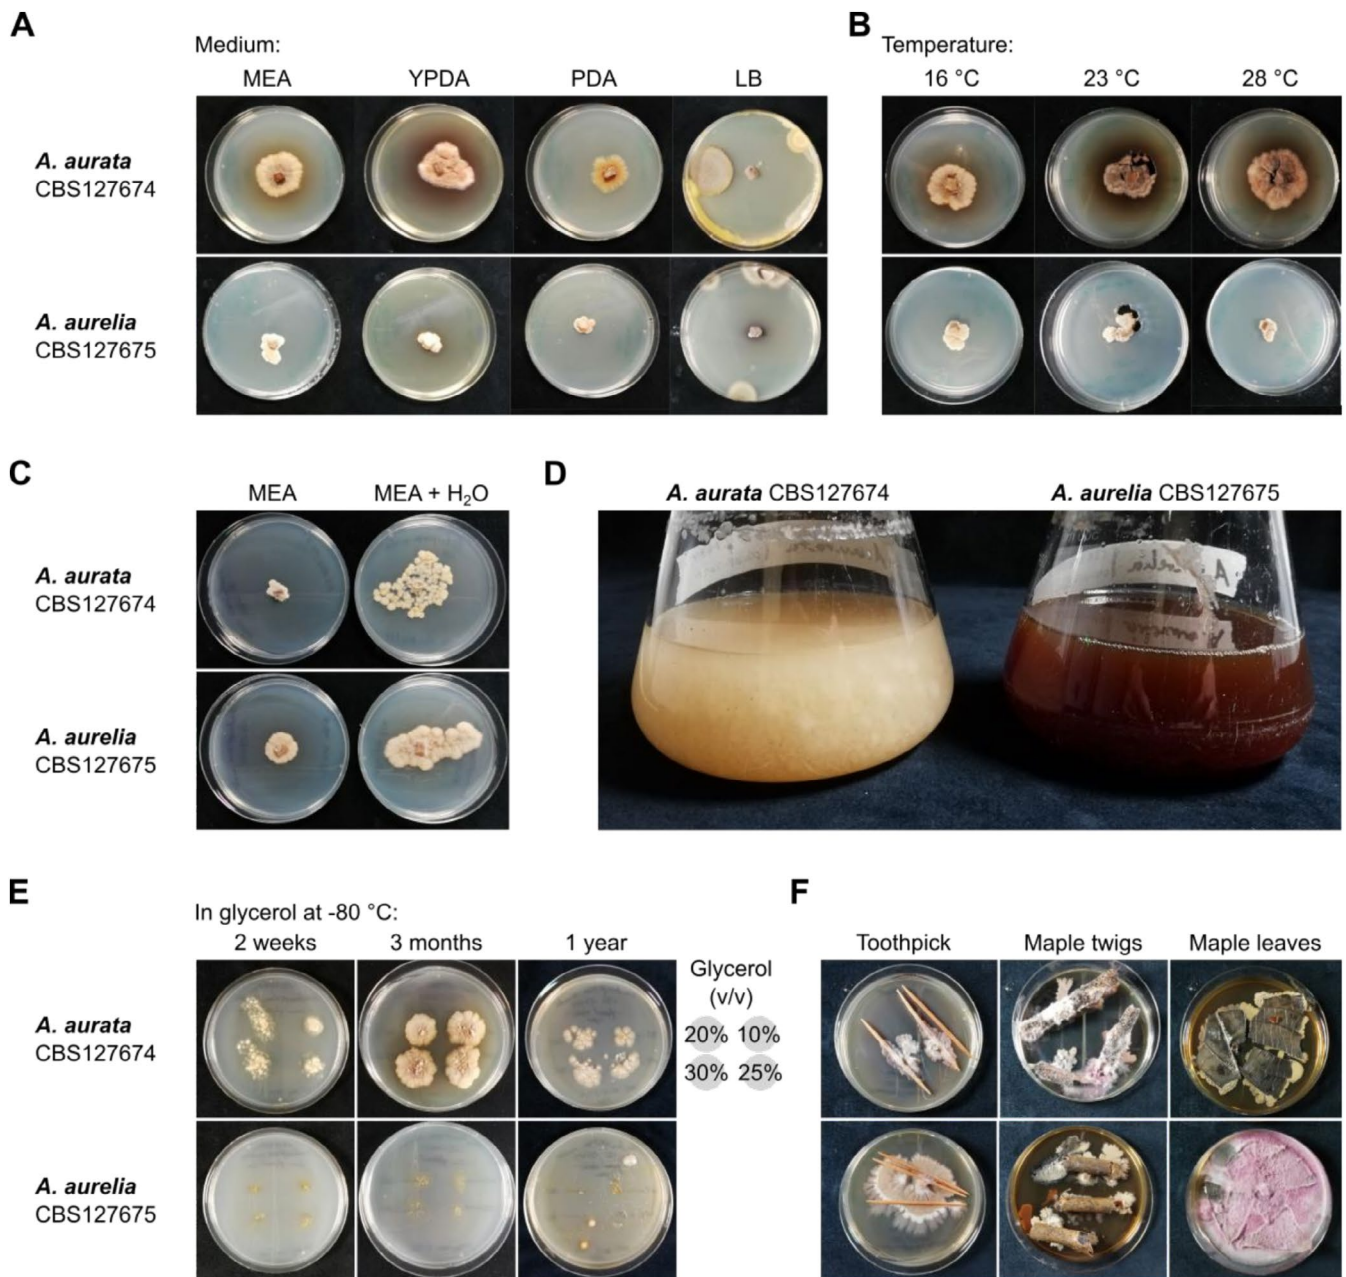 A
Medium:
MEA YPDA PDA LB
A. aurata
CBS127674
A. aurelia
CBS127675
B
Temperature:
16 °C 23 °C 28 °C
C
MEA MEA + H₂O
A. aurata
CBS127674
A. aurelia
CBS127675
D
A. aurata CBS127674 A. aurelia CBS127675
E
In glycerol at -80 °C:
2 weeks 3 months 1 year
Glycerol
(v/v)
20% 10%
30% 25%
A. aurata
CBS127674
A. aurelia
CBS127675
F
Toothpick Maple twigs Maple leaves